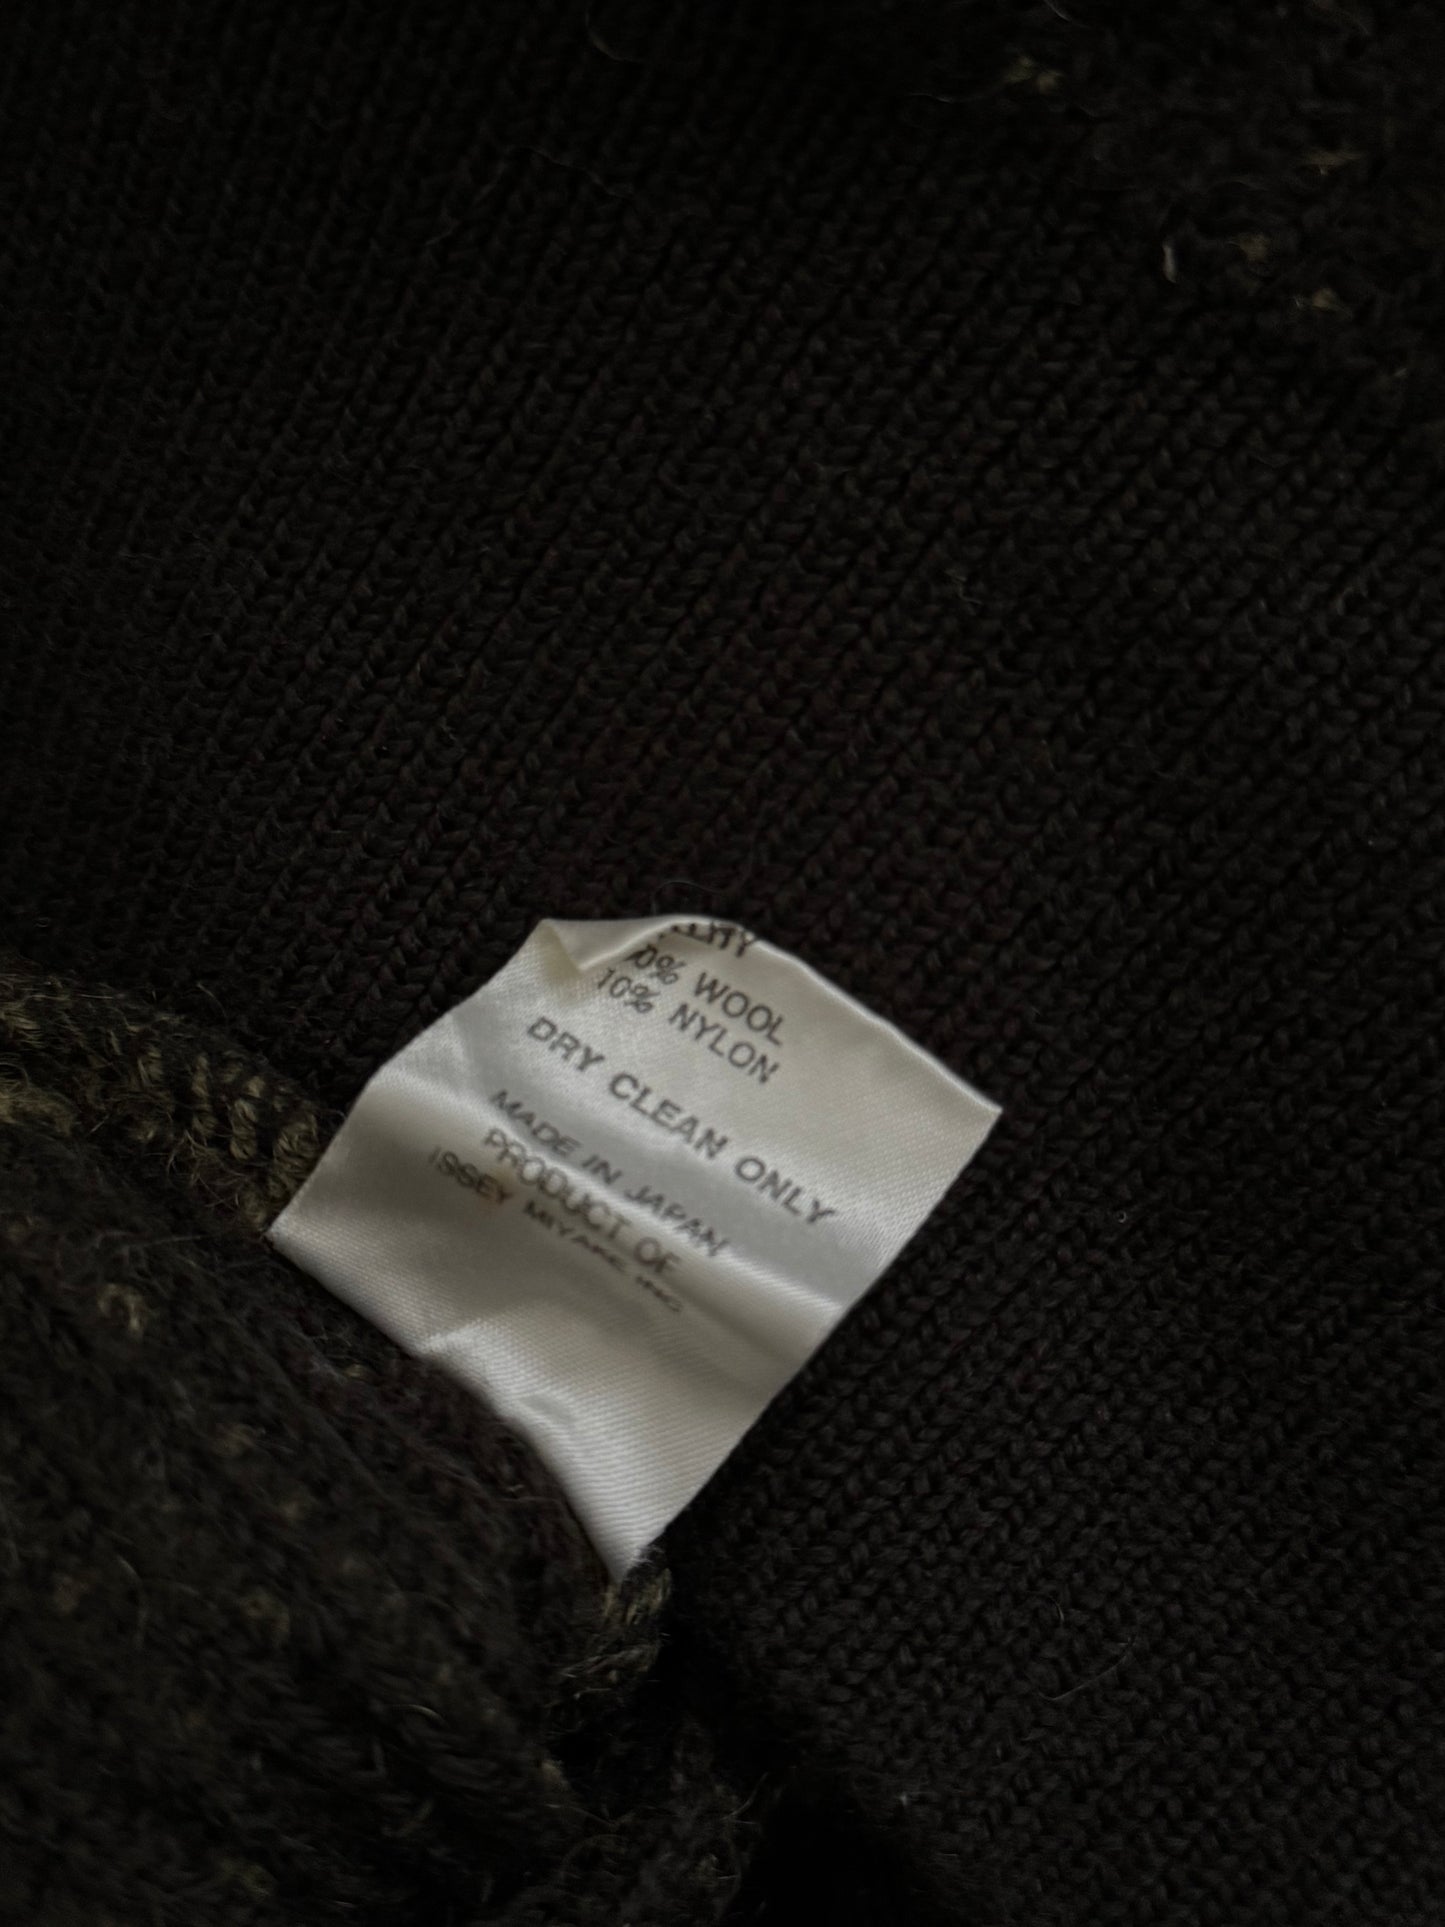 0% WOOL
10% NYLON
DRY CLEAN ONLY
MADE IN JAPAN
PRODUCT OF
ISSEY MIYAKE INC.